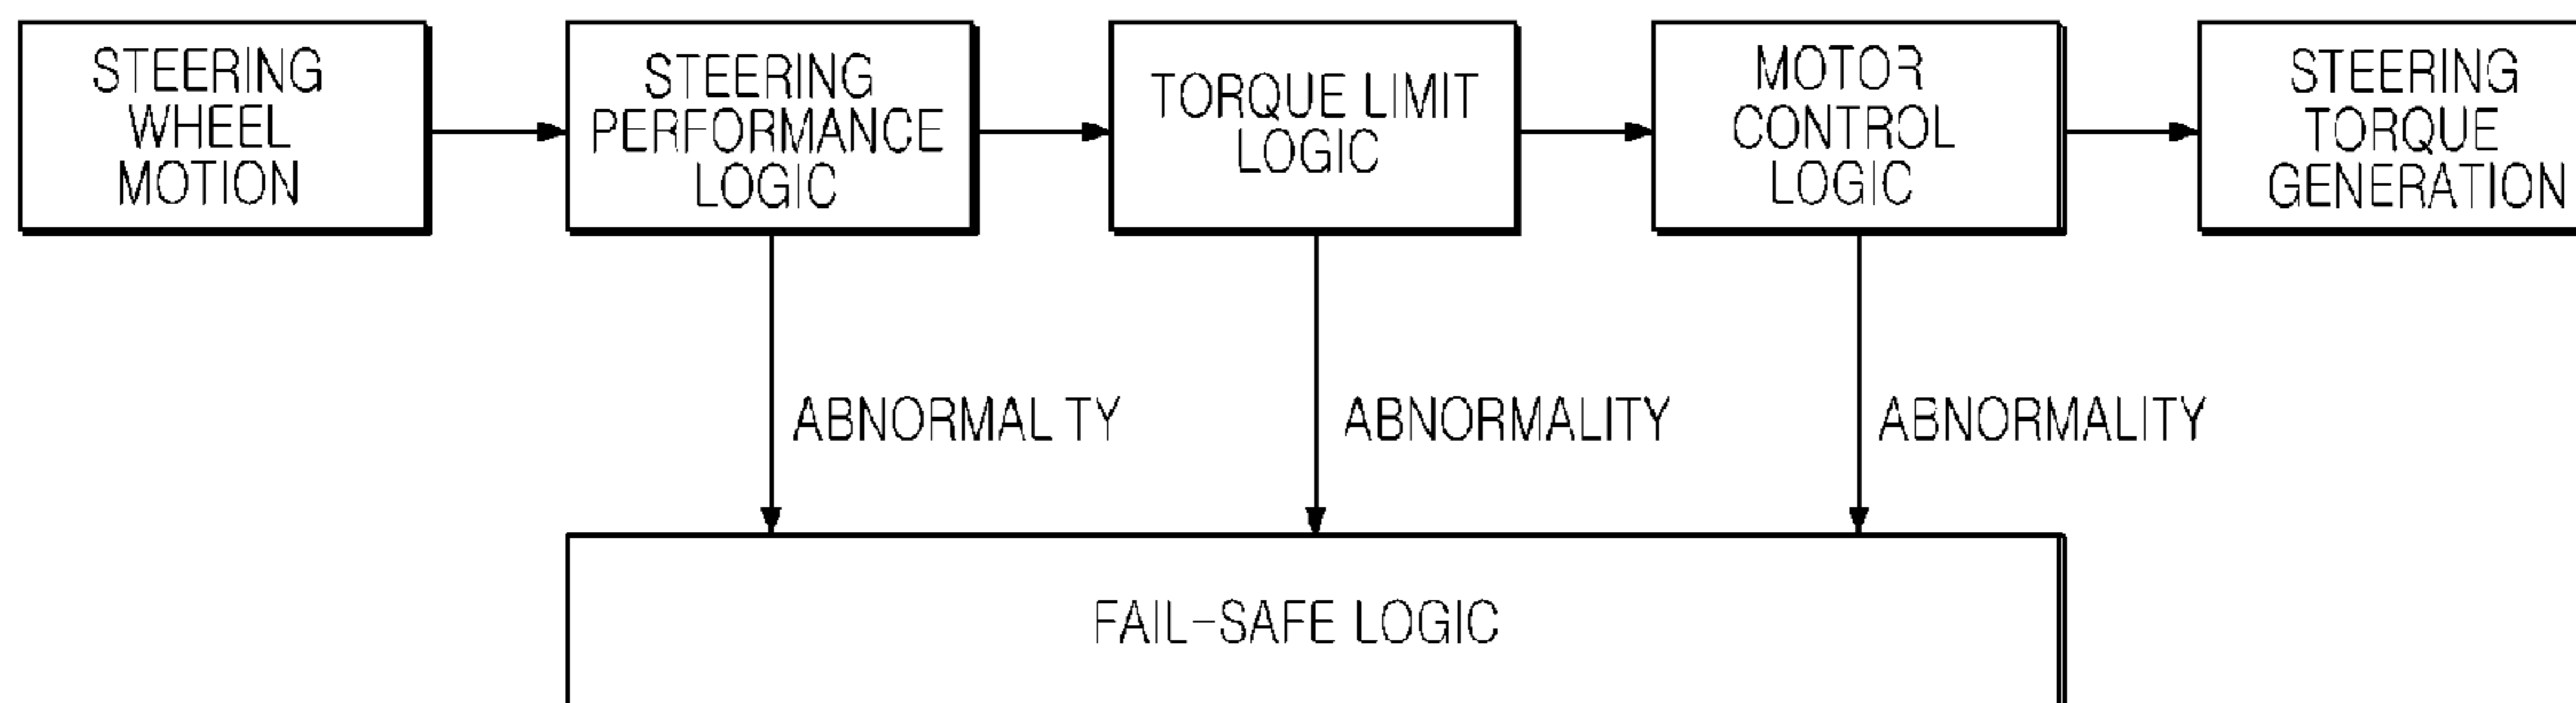 STEERING
WHEEL
MOTION
STEERING
PERFORMANCE
LOGIC
TORQUE LIMIT
LOGIC
MOTOR
CONTROL
LOGIC
STEERING
TORQUE
GENERATION
ABNORMAL TY
ABNORMALITY
ABNORMALITY
FAIL-SAFE LOGIC